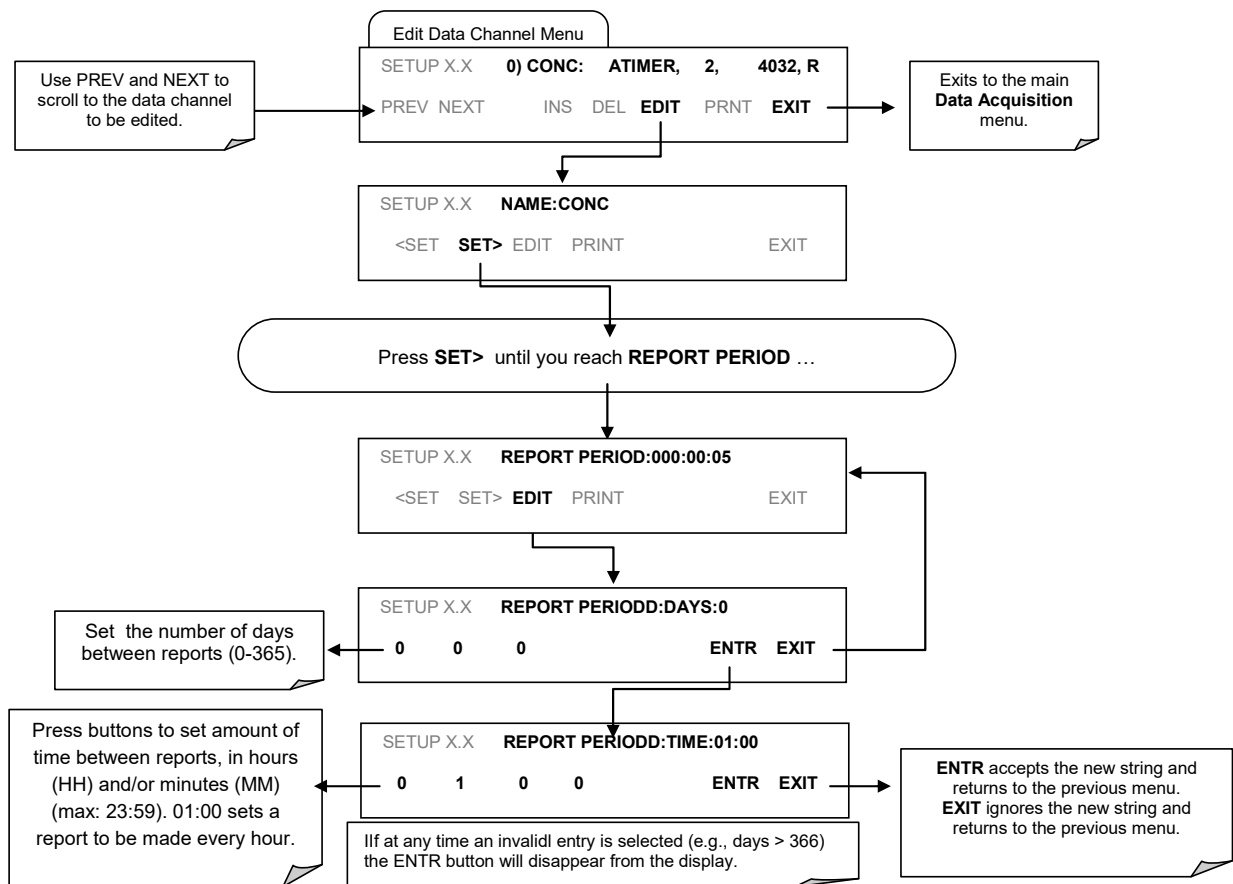 Edit Data Channel Menu
Use PREV and NEXT to
scroll to the data channel
to be edited.
SETUP X.X 0) CONC: ATIMER, 2, 4032, R
PREV NEXT INS DEL EDIT PRNT EXIT
Exits to the main
Data Acquisition
menu.
SETUP X.X NAME:CONC
<SET SET> EDIT PRINT EXIT
Press SET> until you reach REPORT PERIOD …
SETUP X.X REPORT PERIOD:000:00:05
<SET SET> EDIT PRINT EXIT
SETUP X.X REPORT PERIODD:DAYS:0
0 0 0 ENTR EXIT
Set the number of days
between reports (0-365).
SETUP X.X REPORT PERIODD:TIME:01:00
0 1 0 0 ENTR EXIT
Press buttons to set amount of
time between reports, in hours
(HH) and/or minutes (MM)
(max: 23:59). 01:00 sets a
report to be made every hour.
ENTR accepts the new string and
returns to the previous menu.
EXIT ignores the new string and
returns to the previous menu.
IIf at any time an invalidl entry is selected (e.g., days > 366)
the ENTR button will disappear from the display.